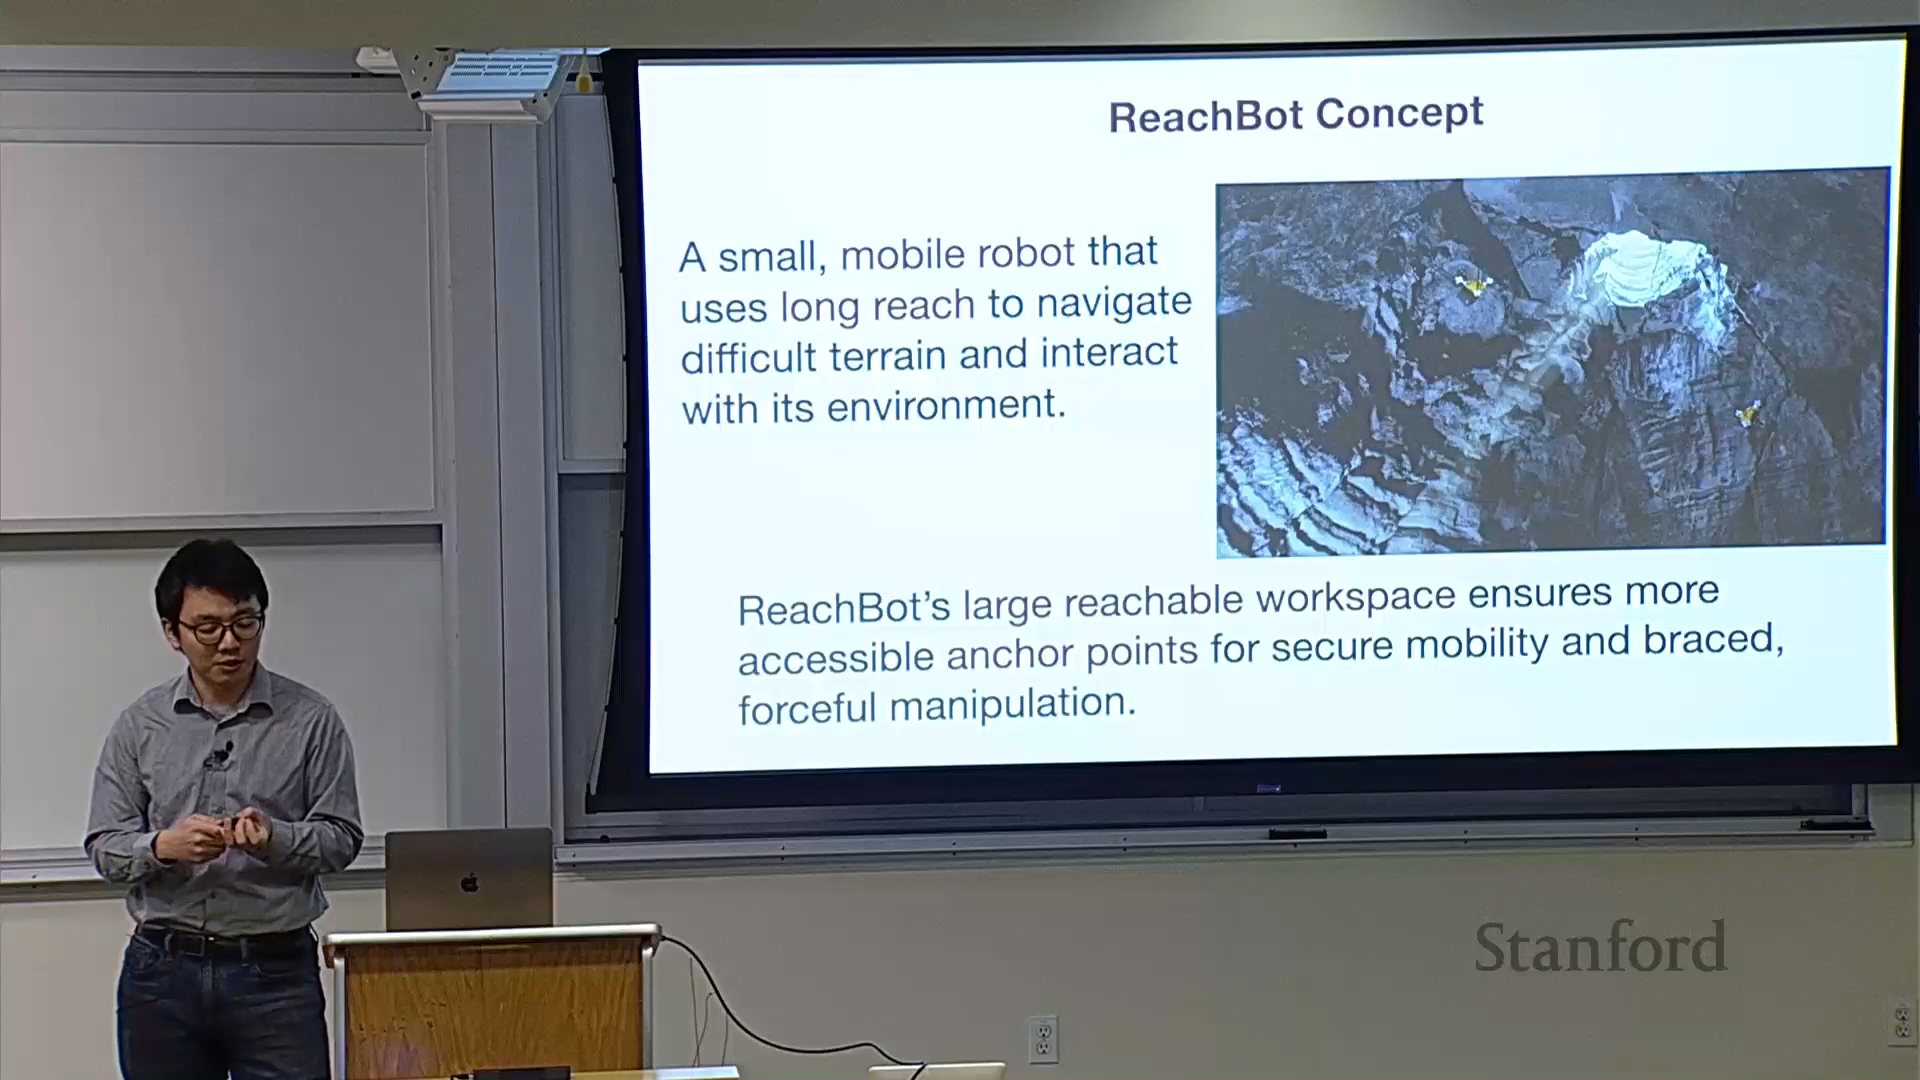 ReachBot Concept
A small, mobile robot that
uses long reach to navigate
difficult terrain and interact
with its environment.
ReachBot’s large reachable workspace ensures more
accessible anchor points for secure mobility and braced,
forceful manipulation.
Stanford